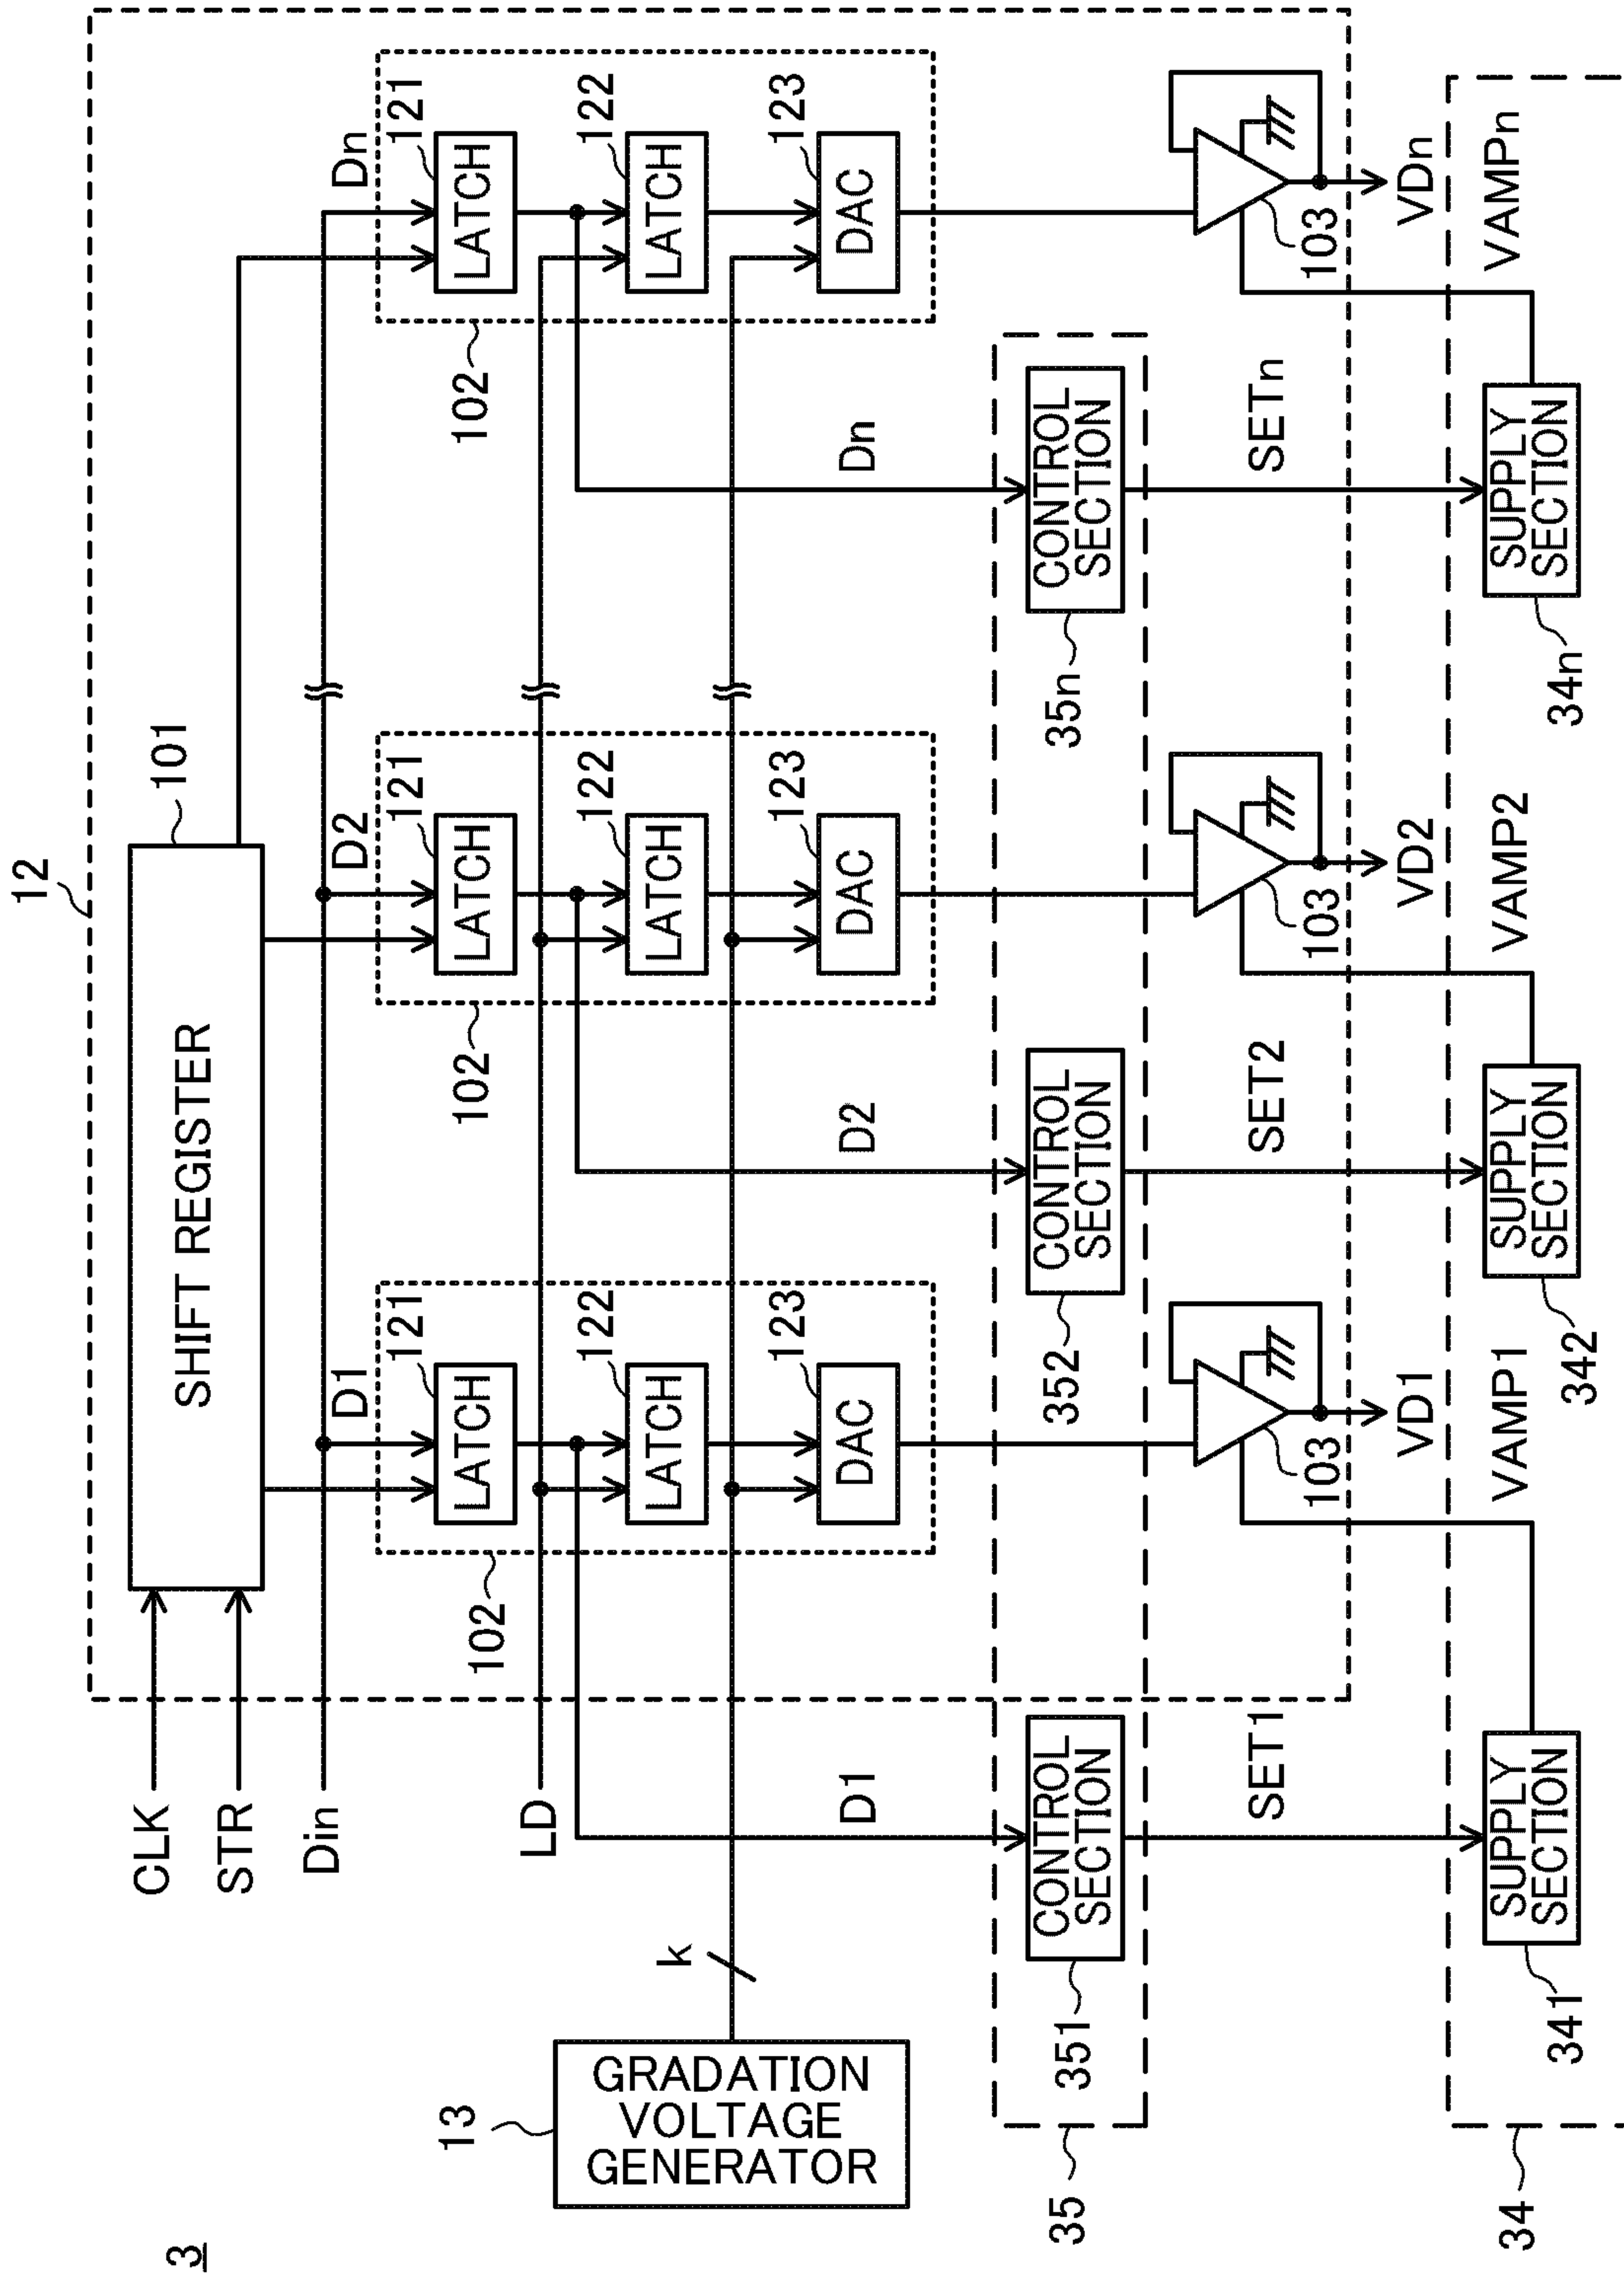 3
12
SHIFT REGISTER
101
CLK
STR
Din
LD
D1
D2
Dn
LATCH
121
LATCH
121
LATCH
121
LATCH
122
LATCH
122
LATCH
122
DAC
123
DAC
123
DAC
123
102
102
102
13
GRADATION
VOLTAGE
GENERATOR
k
D1
D2
Dn
35
351
CONTROL
SECTION
352
CONTROL
SECTION
35n
CONTROL
SECTION
SET1
SET2
SETn
103
103
103
VD1
VD2
VDn
VAMP1
VAMP2
VAMPn
34
341
SUPPLY
SECTION
342
SUPPLY
SECTION
34n
SUPPLY
SECTION